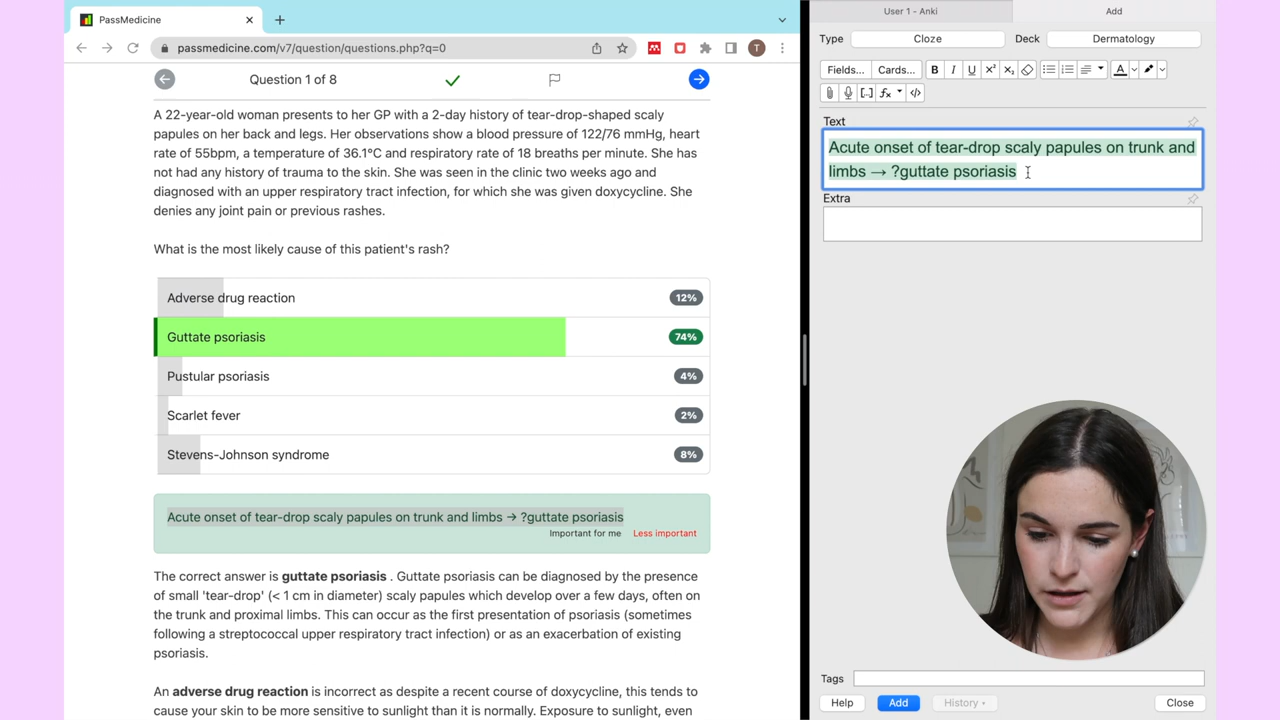 PassMedicine
User 1 - Anki
Add
passmedicine.com/v7/question/questions.php?q=0
T
Type
Cloze
Deck
Dermatology
Fields...
Cards...
Question 1 of 8
Text
Acute onset of tear-drop scaly papules on trunk and
limbs → ?guttate psoriasis
Extra
A 22-year-old woman presents to her GP with a 2-day history of tear-drop-shaped scaly
papules on her back and legs. Her observations show a blood pressure of 122/76 mmHg, heart
rate of 55bpm, a temperature of 36.1ºC and respiratory rate of 18 breaths per minute. She has
not had any history of trauma to the skin. She was seen in the clinic two weeks ago and
diagnosed with an upper respiratory tract infection, for which she was given doxycycline. She
denies any joint pain or previous rashes.
What is the most likely cause of this patient's rash?
Adverse drug reaction 12%
Guttate psoriasis 74%
Pustular psoriasis 4%
Scarlet fever 2%
Stevens-Johnson syndrome 8%
Acute onset of tear-drop scaly papules on trunk and limbs → ?guttate psoriasis
Important for me Less important
The correct answer is guttate psoriasis . Guttate psoriasis can be diagnosed by the presence
of small 'tear-drop' (< 1 cm in diameter) scaly papules which develop over a few days, often on
the trunk and proximal limbs. This can occur as the first presentation of psoriasis (sometimes
following a streptococcal upper respiratory tract infection) or as an exacerbation of existing
psoriasis.
An adverse drug reaction is incorrect as despite a recent course of doxycycline, this tends to
cause your skin to be more sensitive to sunlight than it is normally. Exposure to sunlight, even
Tags
Help
Add
History
Close